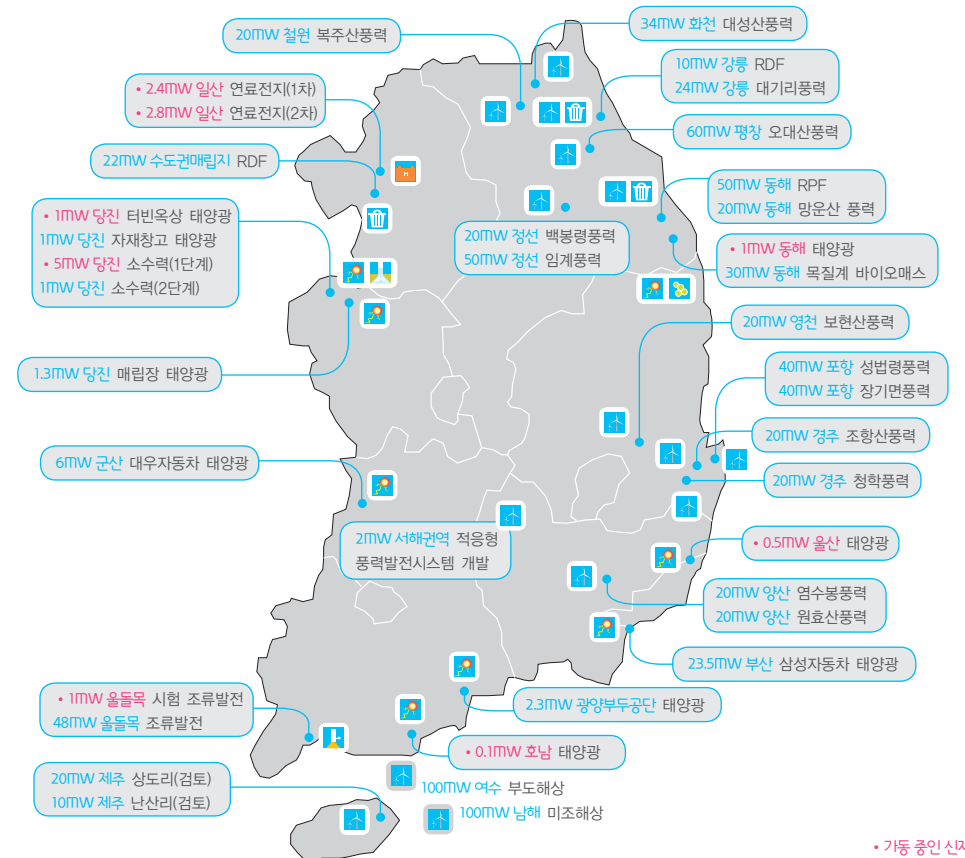 20MW 철원 복주산풍력
34MW 화천 대성산풍력
• 2.4MW 일산 연료전지(1차)
• 2.8MW 일산 연료전지(2차)
10MW 강릉 RDF
24MW 강릉 대기리풍력
60MW 평창 오대산풍력
22MW 수도권매립지 RDF
50MW 동해 RPF
20MW 동해 망운산 풍력
• 1MW 당진 터빈옥상 태양광
1MW 당진 자재창고 태양광
• 5MW 당진 소수력(1단계)
1MW 당진 소수력(2단계)
20MW 정선 백봉령풍력
50MW 정선 임계풍력
• 1MW 동해 태양광
30MW 동해 목질계 바이오매스
20MW 영천 보현산풍력
1.3MW 당진 매립장 태양광
40MW 포항 성법령풍력
40MW 포항 장기면풍력
20MW 경주 조항산풍력
6MW 군산 대우자동차 태양광
20MW 경주 청학풍력
2MW 서해권역 적응형
풍력발전시스템 개발
• 0.5MW 울산 태양광
20MW 양산 염수봉풍력
20MW 양산 원효산풍력
23.5MW 부산 삼성자동차 태양광
• 1MW 울돌목 시험 조류발전
48MW 울돌목 조류발전
2.3MW 광양부두공단 태양광
• 0.1MW 호남 태양광
20MW 제주 상도리(검토)
10MW 제주 난산리(검토)
100MW 여수 부도해상
100MW 남해 미조해상
• 가동 중인 신재